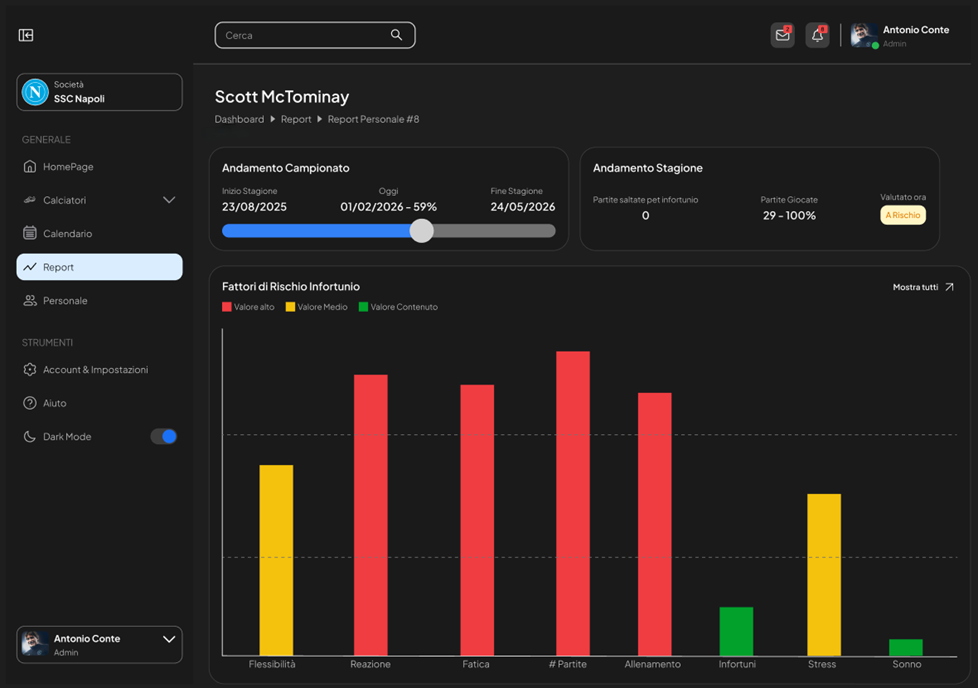 Cerca
Antonio Conte
Admin
Società
SSC Napoli
GENERALE
HomePage
Calciatori
Calendario
Report
Personale
STRUMENTI
Account & Impostazioni
Aiuto
Dark Mode
Antonio Conte
Admin
Scott McTominay
Dashboard Report Report Personale #8
Andamento Campionato
Inizio Stagione Oggi Fine Stagione
23/08/2025 01/02/2026 - 59% 24/05/2026
Andamento Stagione
Partite saltate pet infortunio Partite Giocate Valutato ora
0 29 - 100% A Rischio
Fattori di Rischio Infortunio Mostra tutti
Valore alto Valore Medio Valore Contenuto
Flessibilità Reazione Fatica # Partite Allenamento Infortuni Stress Sonno